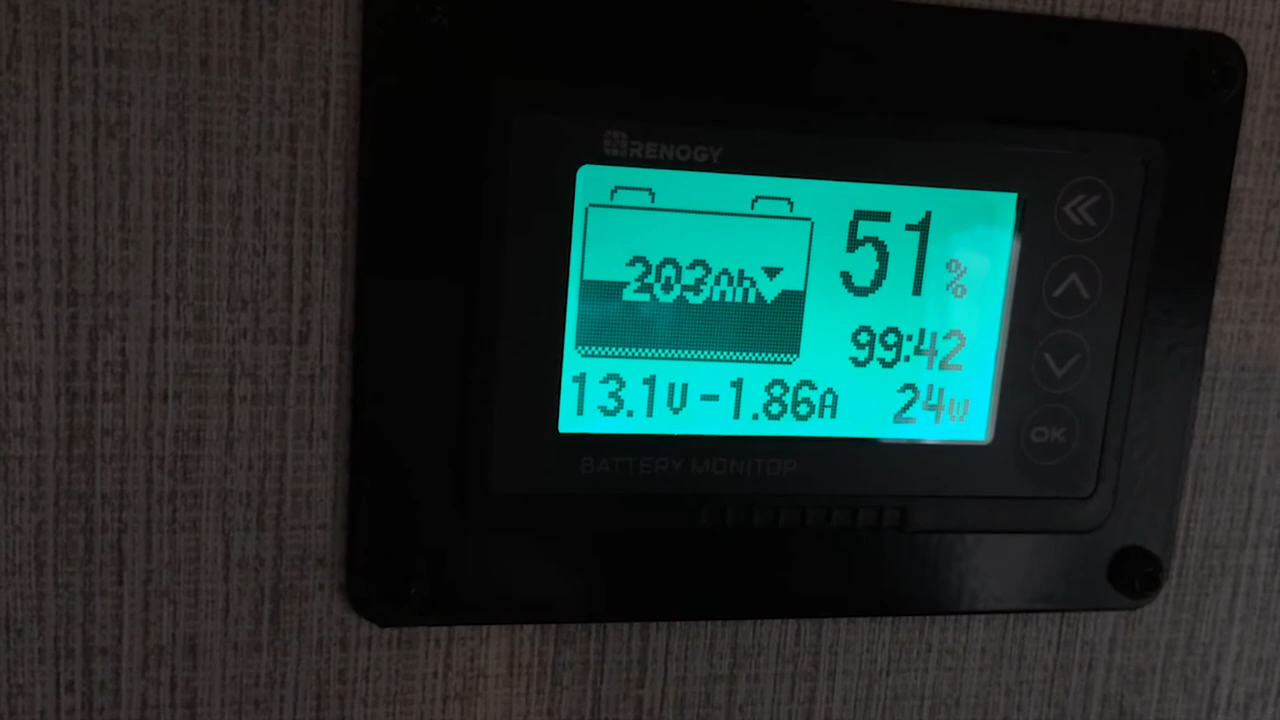 RENOGY
203Ah
51%
99:42
13.1V -1.86A 24W
BATTERY MONITOR
OK